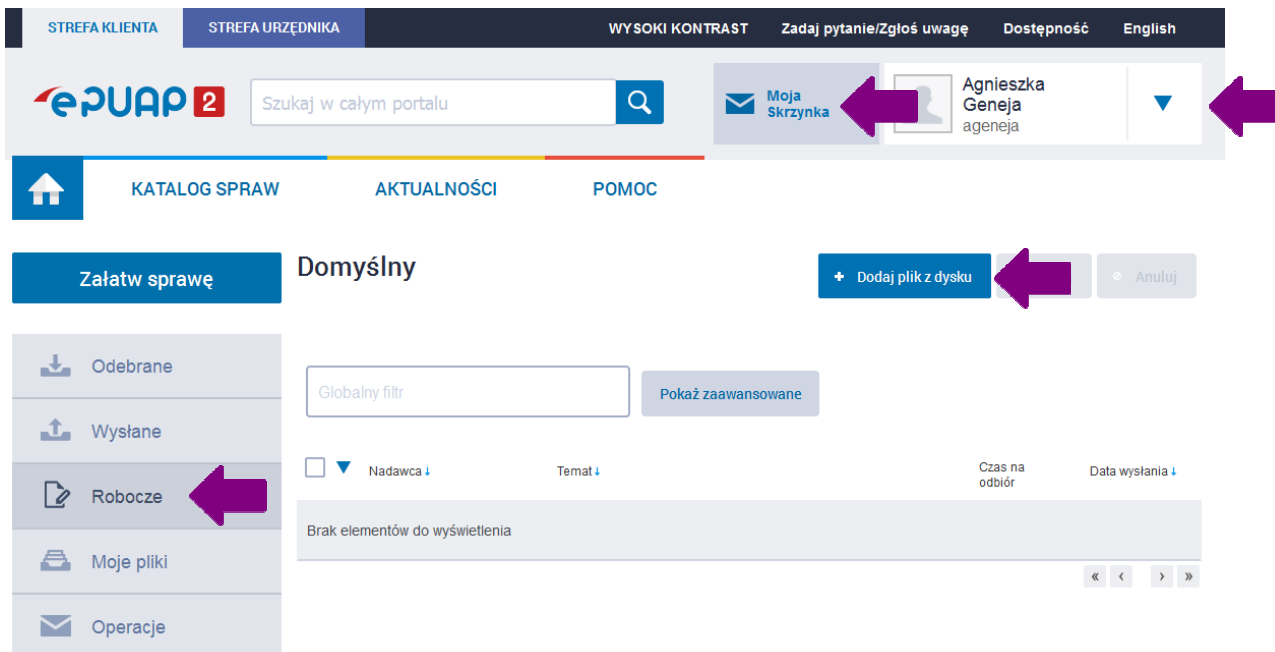 STREFA KLIENTA STREFA URZĘDNIKA WYSOKI KONTRAST Zadaj pytanie/Zgłoś uwagę Dostępność English
ePUAP 2 Szukaj w całym portalu
Moja
Skrzynka
Agnieszka
Geneja
ageneja
KATALOG SPRAW AKTUALNOŚCI POMOC
Załatw sprawę
Domyślny
+ Dodaj plik z dysku
Anuluj
Odebrane
Wysłane
Robocze
Moje pliki
Operacje
Globalny filtr
Pokaż zaawansowane
Nadawca↓ Temat↓ Czas na
odbiór
Data wysłania↓
Brak elementów do wyświetlenia
« ‹ › »